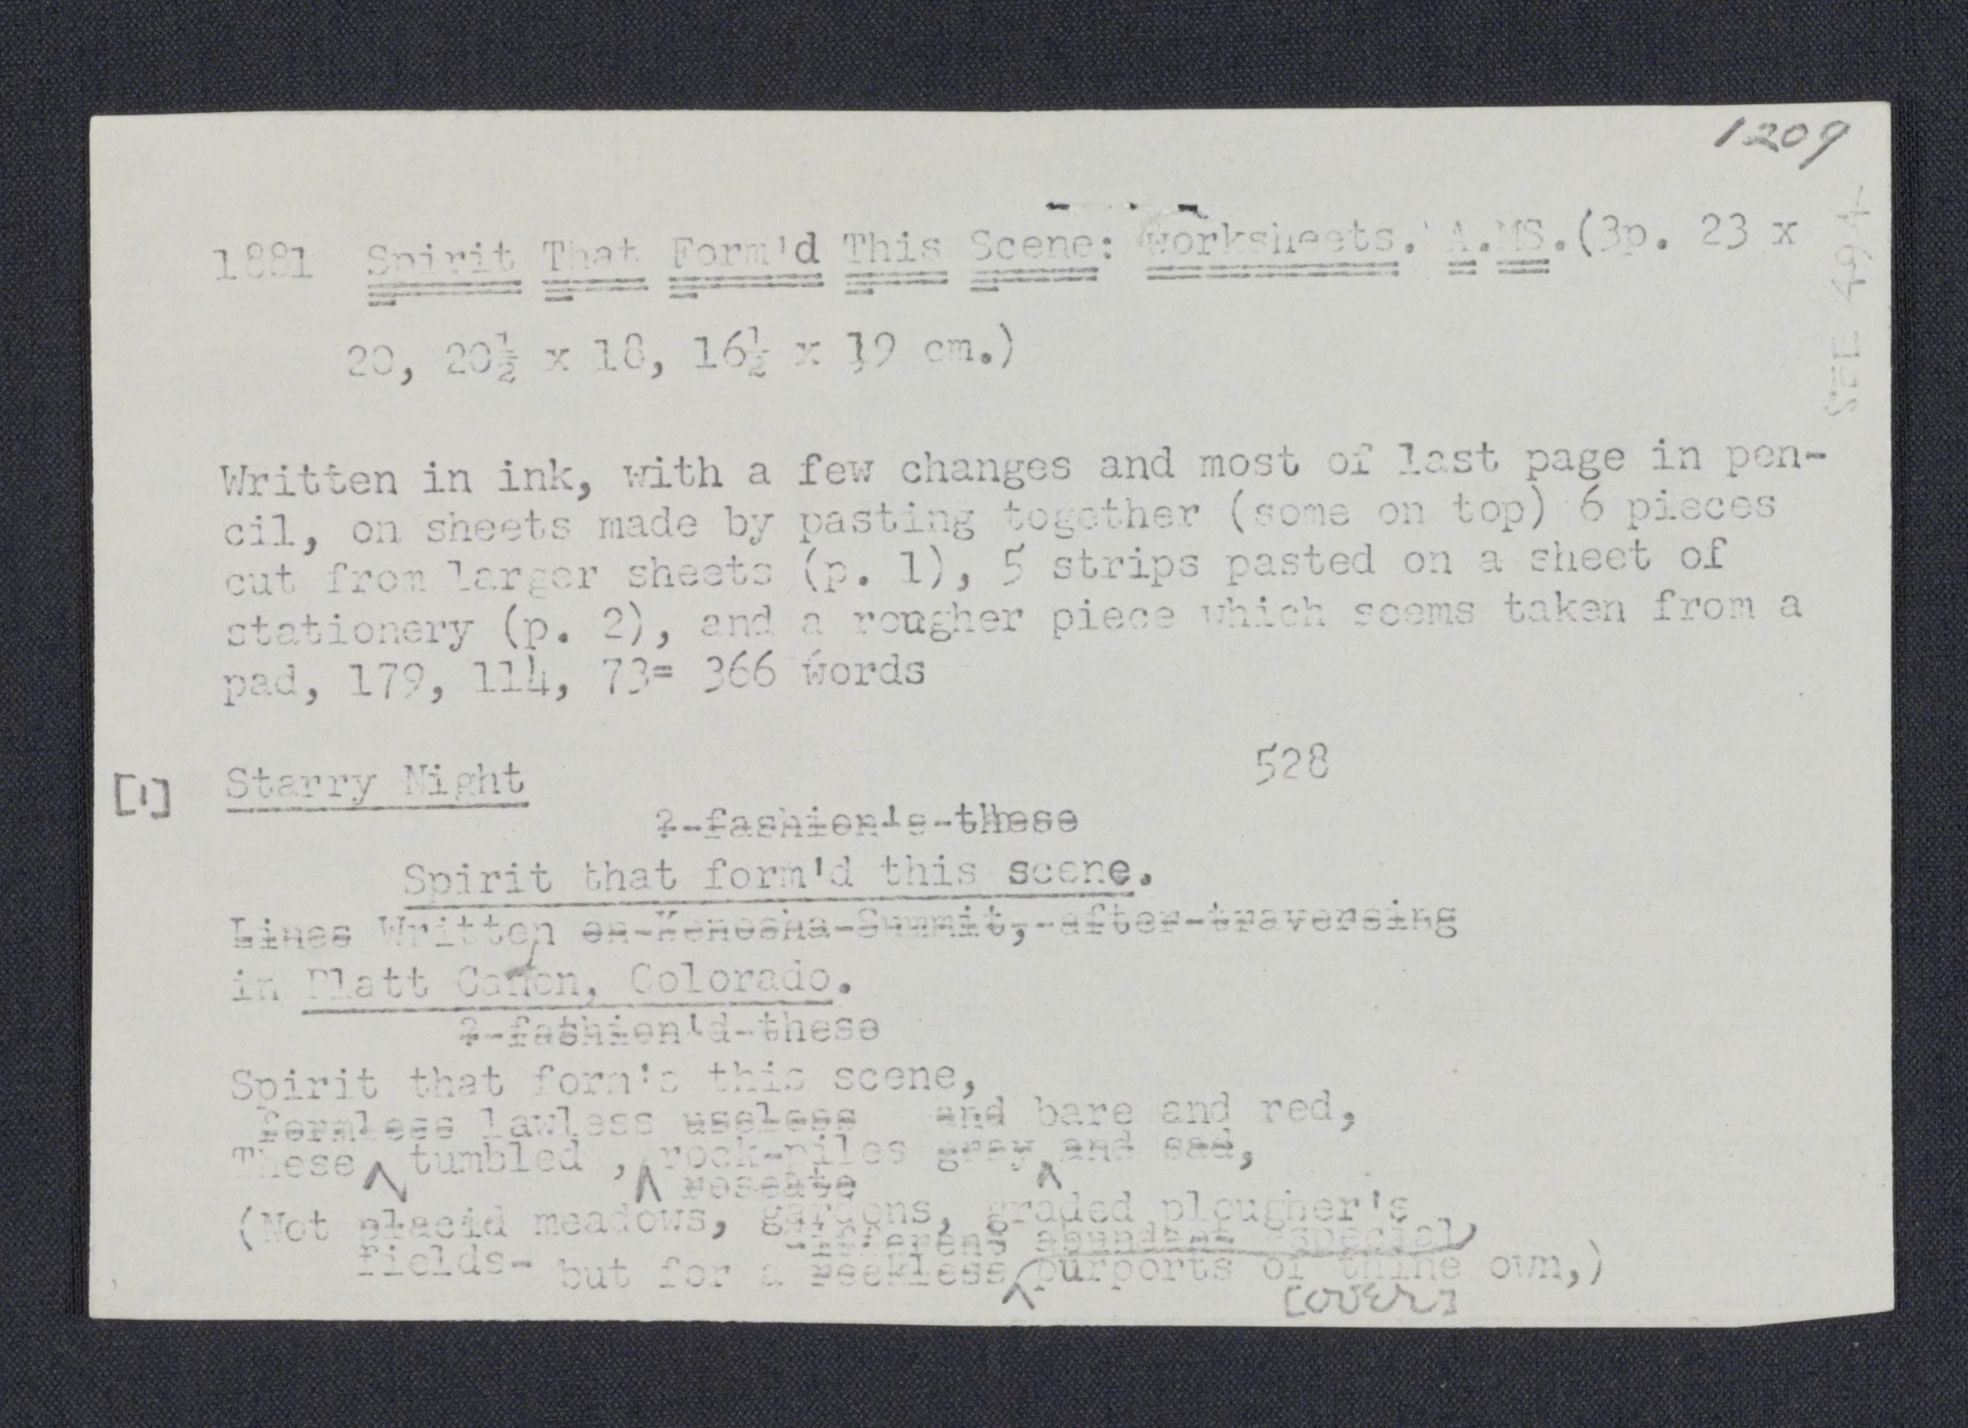 1209
1881 Spirit That Form'd This Scene: Worksheets. A.MS.(3p. 23 x
SEE 494
20, 20½ x 18, 16½ x 19 cm.)
Written in ink, with a few changes and most of last page in pen-
cil, on sheets made by pasting together (some on top) 6 pieces
cut from larger sheets (p. 1), 5 strips pasted on a sheet of
stationery (p. 2), and a rougher piece which seems taken from a
pad, 179, 114, 73= 366 words
528
[1] Starry Night
?-fashion's-these
Spirit that form'd this scene.
Lines Written on-Kenosha-Summit,-after-traversing
in Platt Cañon, Colorado.
?-fashion'd-these
Spirit that form's this scene,
formless lawless useless and bare and red,
These tumbled , rock-piles gray and sad,
roseate
(Not placid meadows, gardens, graded plougher's
abundant especial
fields- but for a reckless purports of thine own,)
[over]